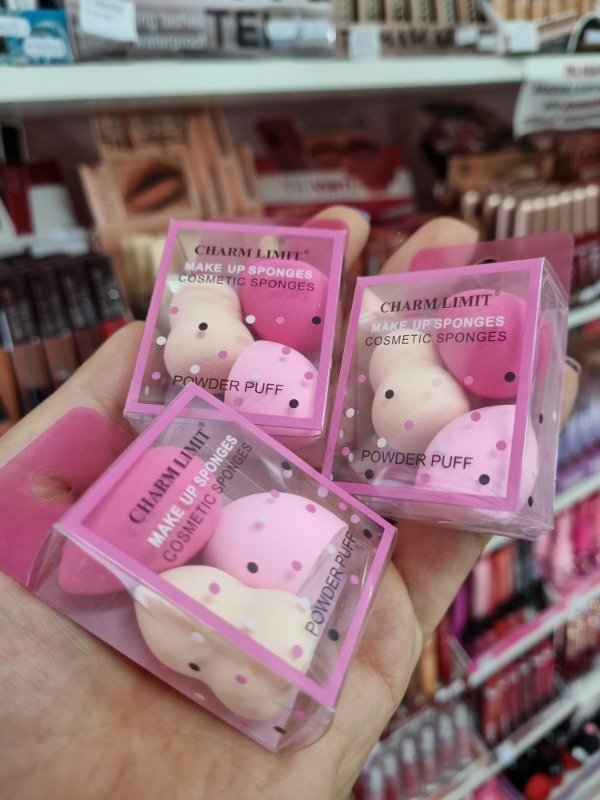 CHARM LIMIT®
MAKE UP SPONGES
COSMETIC SPONGES
POWDER PUFF
CHARM LIMIT®
MAKE UP SPONGES
COSMETIC SPONGES
POWDER PUFF
CHARM LIMIT®
MAKE UP SPONGES
COSMETIC SPONGES
POWDER PUFF